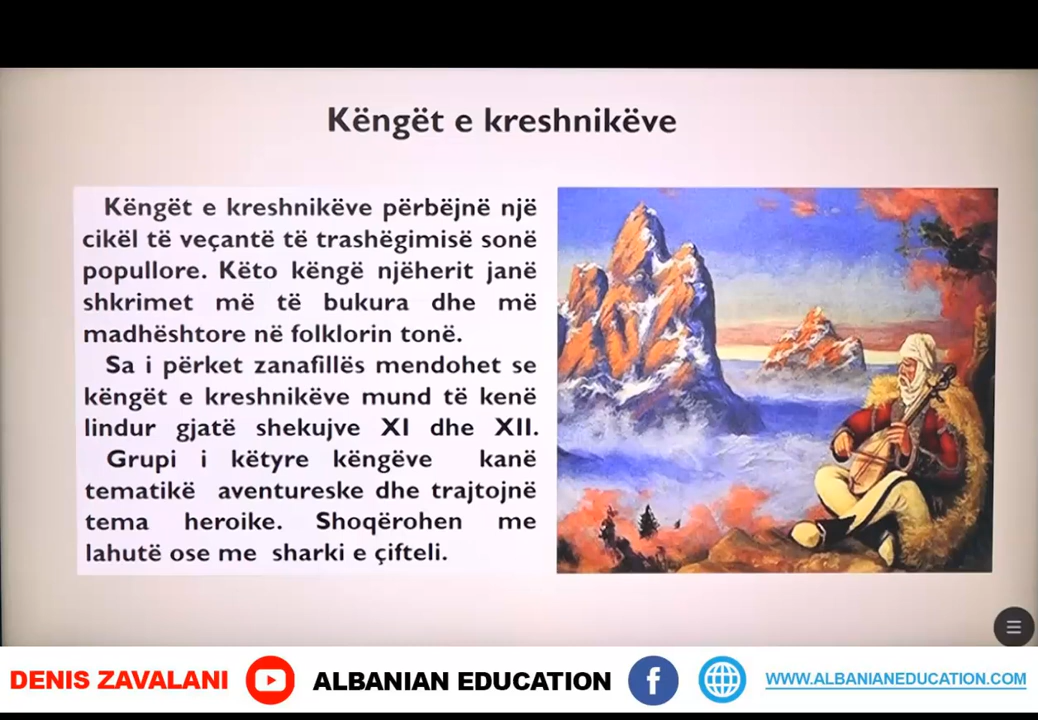 Këngët e kreshnikëve
Këngët e kreshnikëve përbëjnë një
cikël të veçantë të trashëgimisë sonë
popullore. Këto këngë njëherit janë
shkrimet më të bukura dhe më
madhështore në folklorin tonë.
Sa i përket zanafillës mendohet se
këngët e kreshnikëve mund të kenë
lindur gjatë shekujve XI dhe XII.
Grupi i këtyre këngëve kanë
tematikë aventureske dhe trajtojnë
tema heroike. Shoqërohen me
lahutë ose me sharki e çifteli.
DENIS ZAVALANI ALBANIAN EDUCATION WWW.ALBANIANEDUCATION.COM